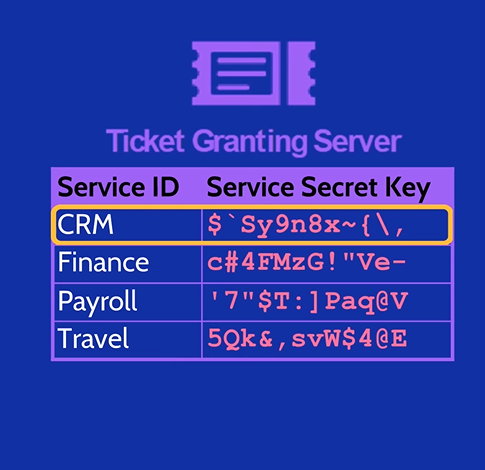 Ticket Granting Server
Service ID Service Secret Key
CRM $`Sy9n8x~{\,
Finance c#4FMzG!"Ve-
Payroll '7"$T:]Paq@V
Travel 5Qk&,svW$4@E